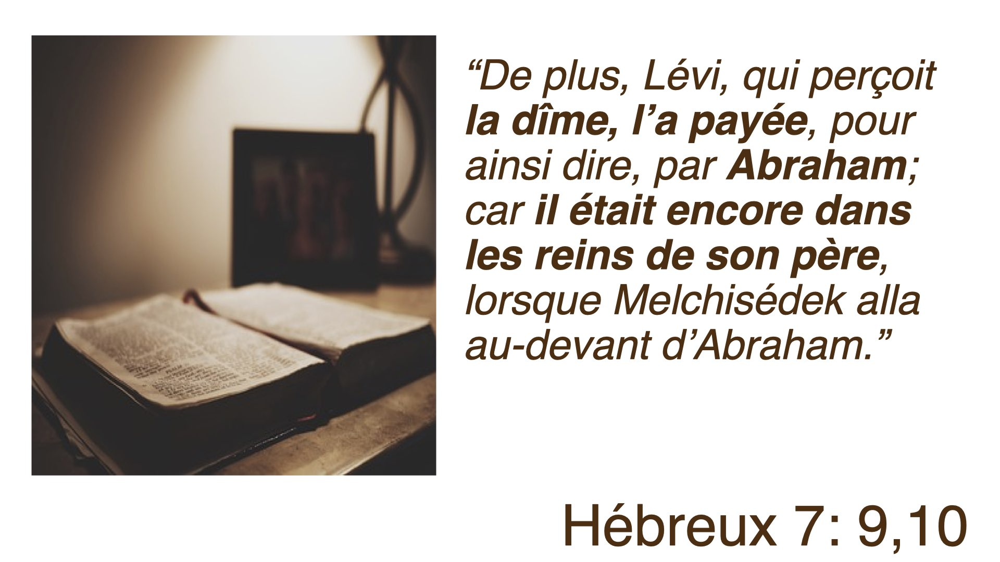 “De plus, Lévi, qui perçoit
la dîme, l’a payée, pour
ainsi dire, par Abraham;
car il était encore dans
les reins de son père,
lorsque Melchisédek alla
au-devant d’Abraham.”
Hébreux 7: 9,10